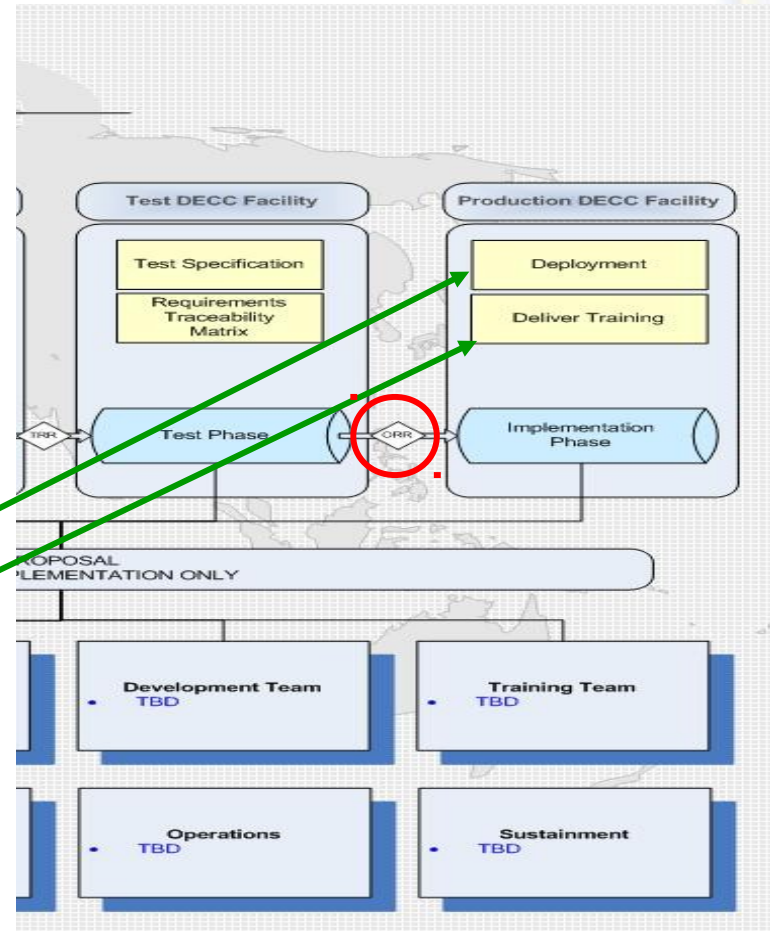 Test DECC Facility
Production DECC Facility
Test Specification
Requirements
Traceability
Matrix
Deployment
Deliver Training
TRR
Test Phase
ORR
Implementation
Phase
ROPOSAL
PLEMENTATION ONLY
Development Team
• TBD
Training Team
• TBD
Operations
• TBD
Sustainment
• TBD